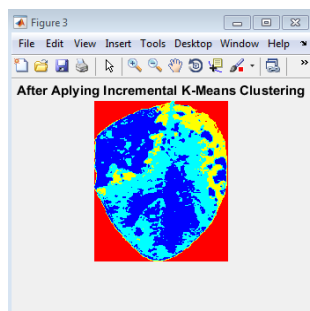 Figure 3
File Edit View Insert Tools Desktop Window Help
After Aplying Incremental K-Means Clustering